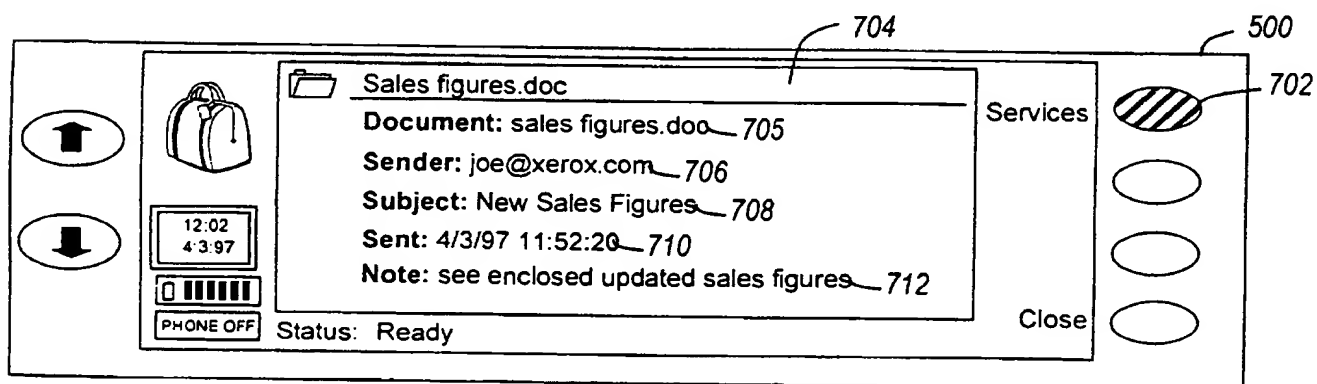 704
500
702
Sales figures.doc
Services
Document: sales figures.doc 705
Sender: joe@xerox.com 706
Subject: New Sales Figures 708
12:02
4:3:97
Sent: 4/3/97 11:52:20 710
Note: see enclosed updated sales figures 712
PHONE OFF
Status: Ready
Close